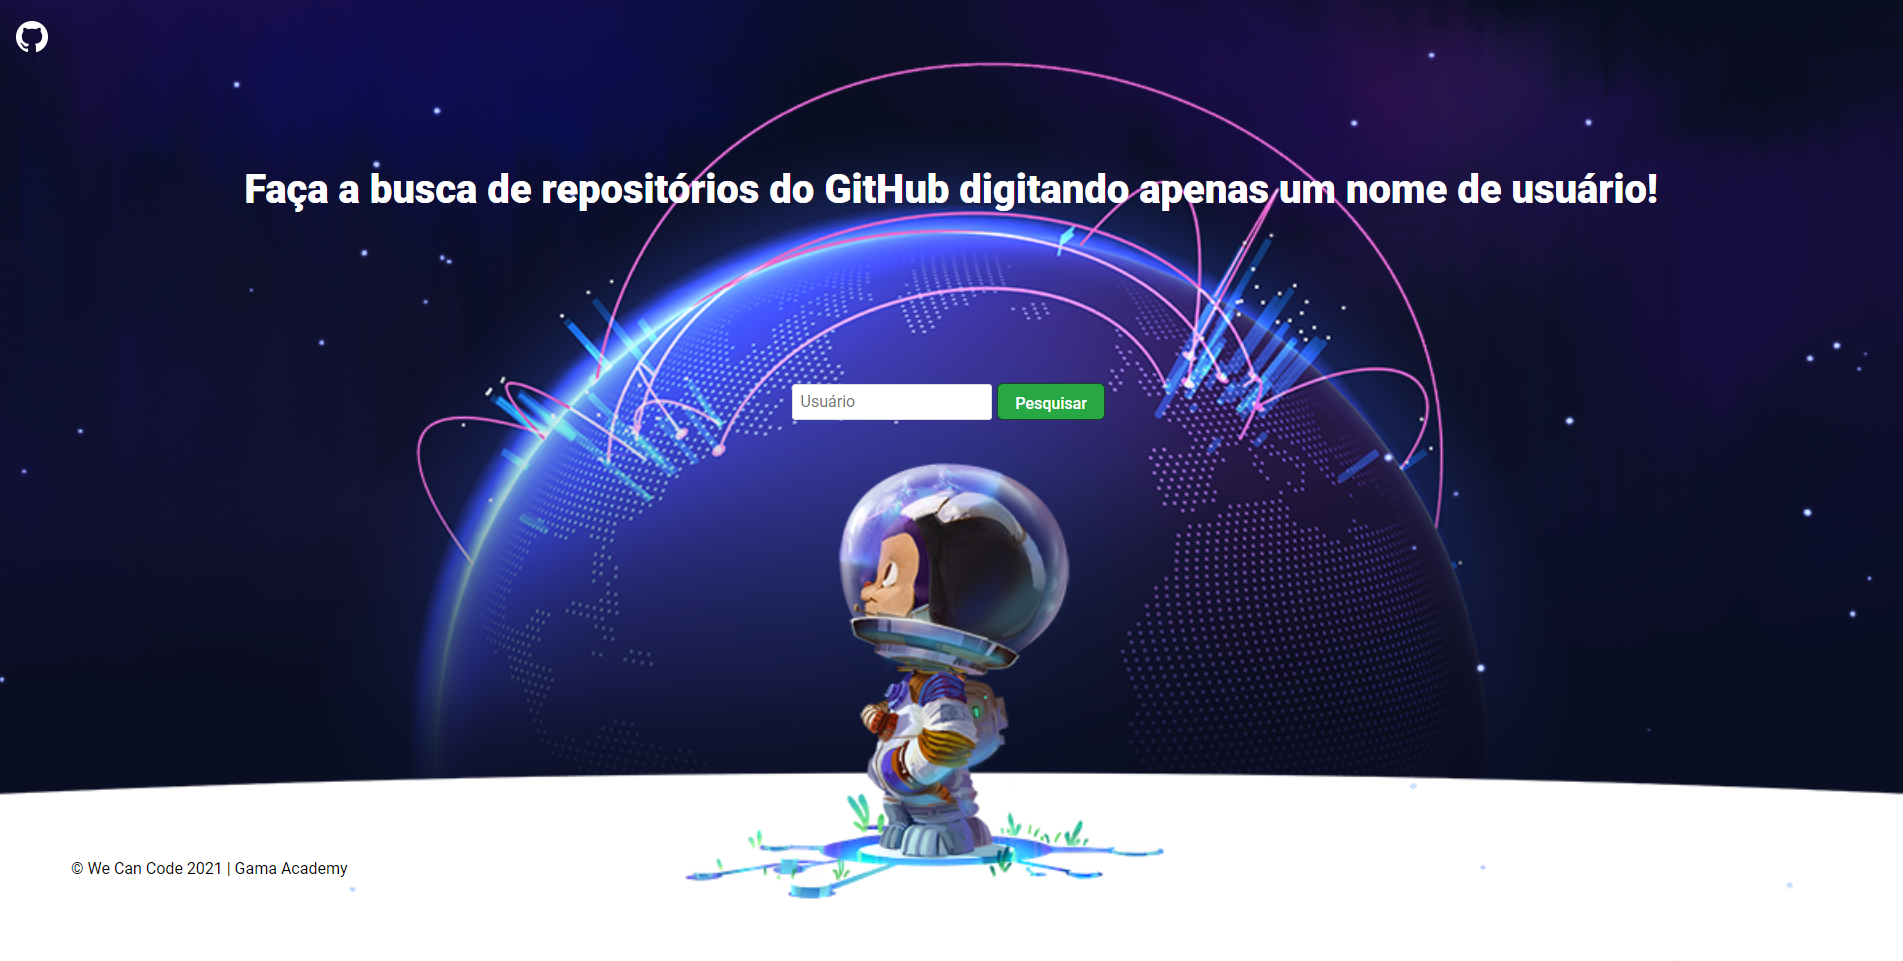 Faça a busca de repositórios do GitHub digitando apenas um nome de usuário!
Usuário
Pesquisar
© We Can Code 2021 | Gama Academy